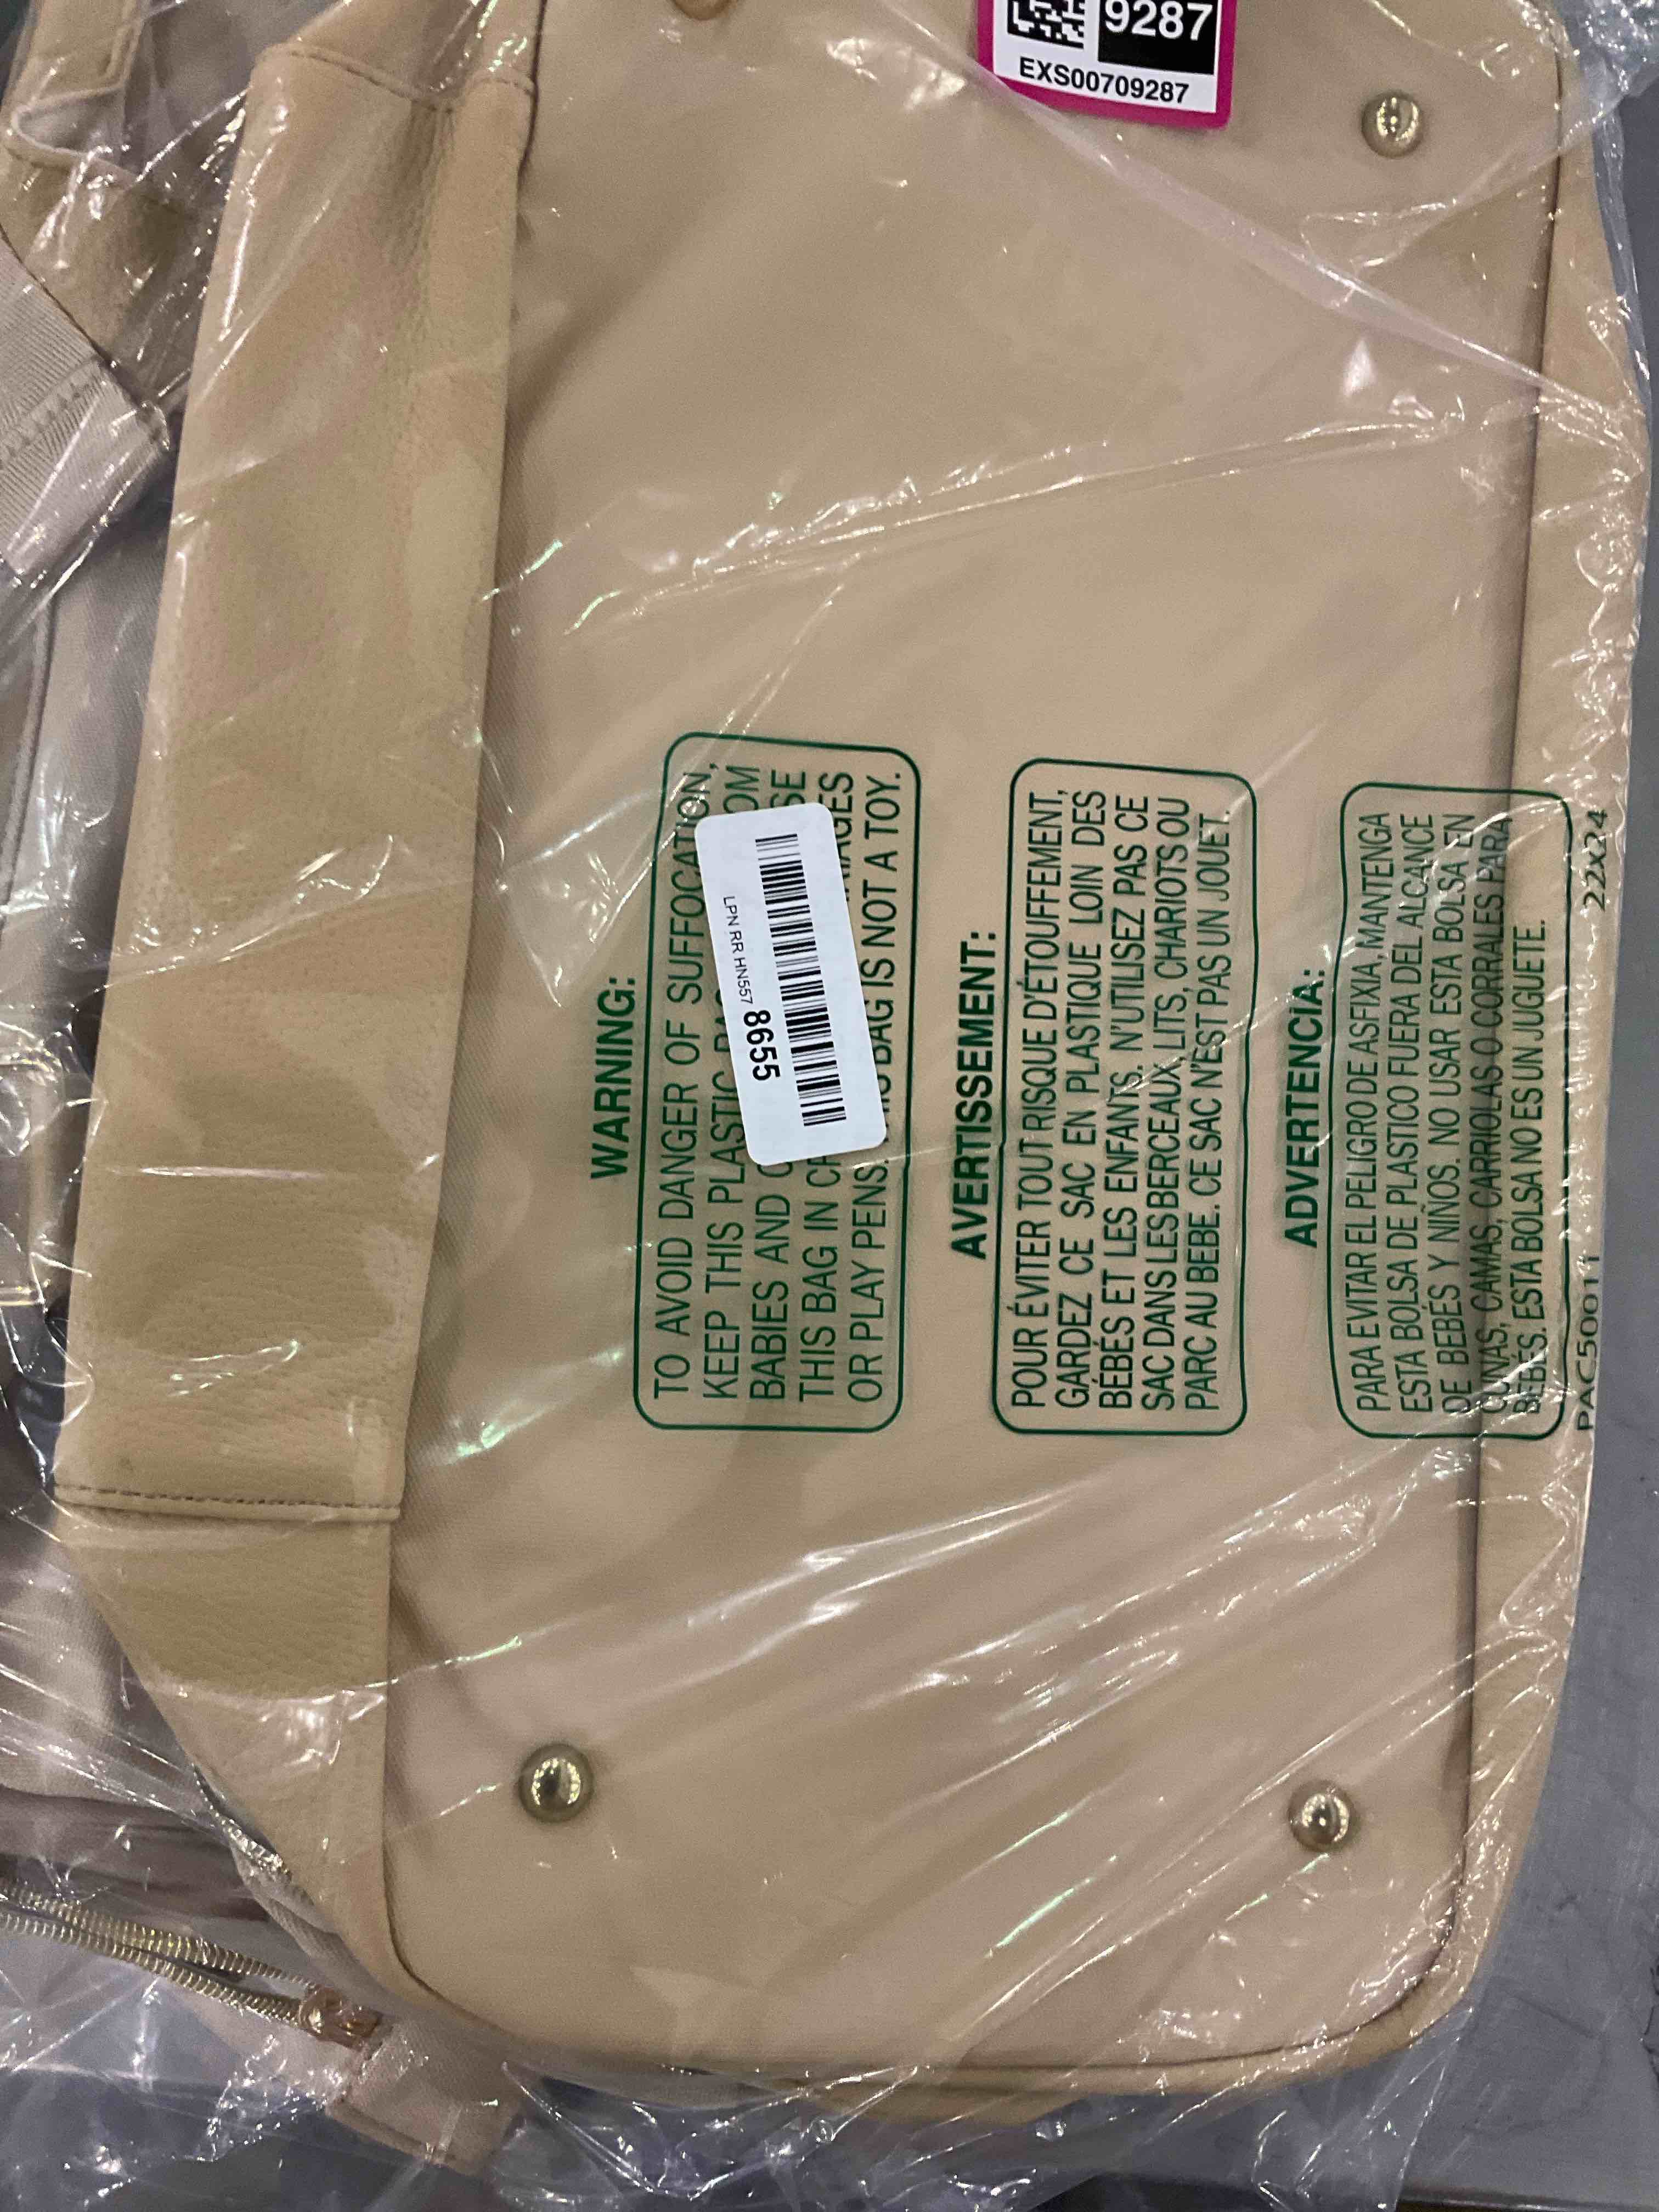 9287
EXS00709287
WARNING:
TO AVOID DANGER OF SUFFOCATION,
KEEP THIS PLASTIC
BABIES AND
THIS BAG IN
OR PLAY PENS. BAG IS NOT A TOY.
LPN RR HN557 8655
AVERTISSEMENT:
POUR ÉVITER TOUT RISQUE D'ÉTOUFFEMENT,
GARDEZ CE SAC EN PLASTIQUE LOIN DES
BÉBÉS ET LES ENFANTS. N'UTILISEZ PAS CE
SAC DANS LES BERCEAUX, LITS, CHARIOTS OU
PARC AU BEBE. CE SAC N'EST PAS UN JOUET.
ADVERTENCIA:
PARA EVITAR EL PELIGRO DE ASFIXIA, MANTENGA
ESTA BOLSA DE PLASTICO FUERA DEL ALCANCE
DE BEBÉS Y NIÑOS. NO USAR ESTA BOLSA EN
CUNAS, CAMAS, CARRIOLAS O CORRALES PARA
BEBÉS. ESTA BOLSA NO ES UN JUGUETE.
PAC50011 22x24